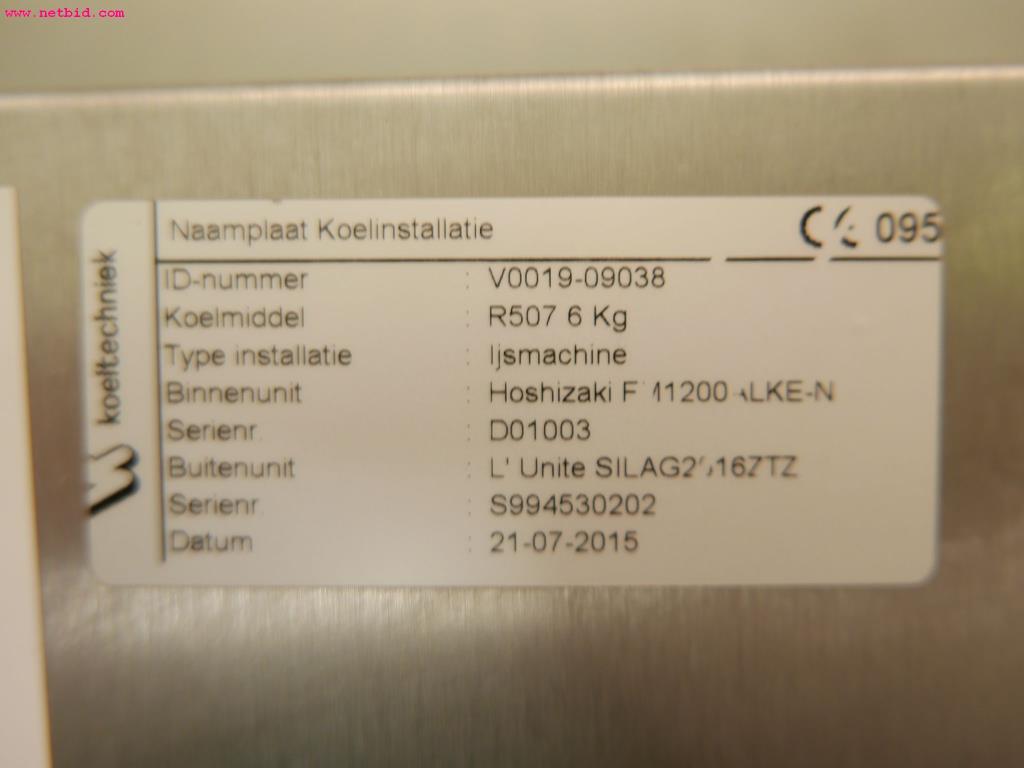 www.netbid.com
koeltechniek
Naamplaat Koelinstallatie CE 095
ID-nummer : V0019-09038
Koelmiddel : R507 6 Kg
Type installatie : Ijsmachine
Binnenunit : Hoshizaki
Serienr. : D01003
Buitenunit : L' Unite
Serienr. : S994530202
Datum : 21-07-2015